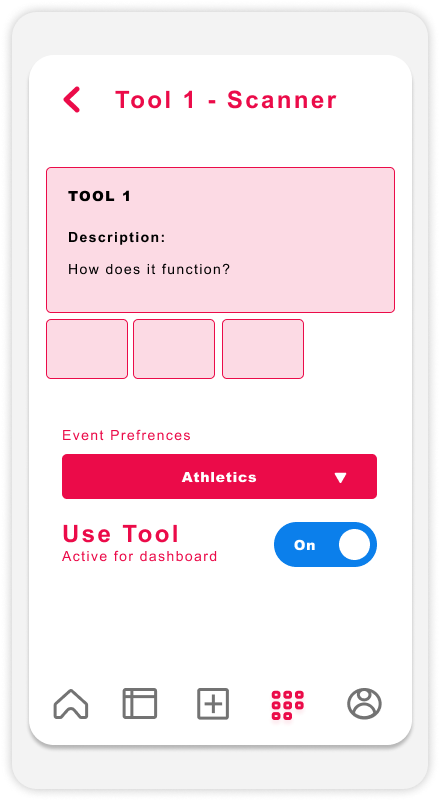 Tool 1 - Scanner
TOOL 1
Description:
How does it function?
Event Prefrences
Athletics
Use Tool
Active for dashboard
On